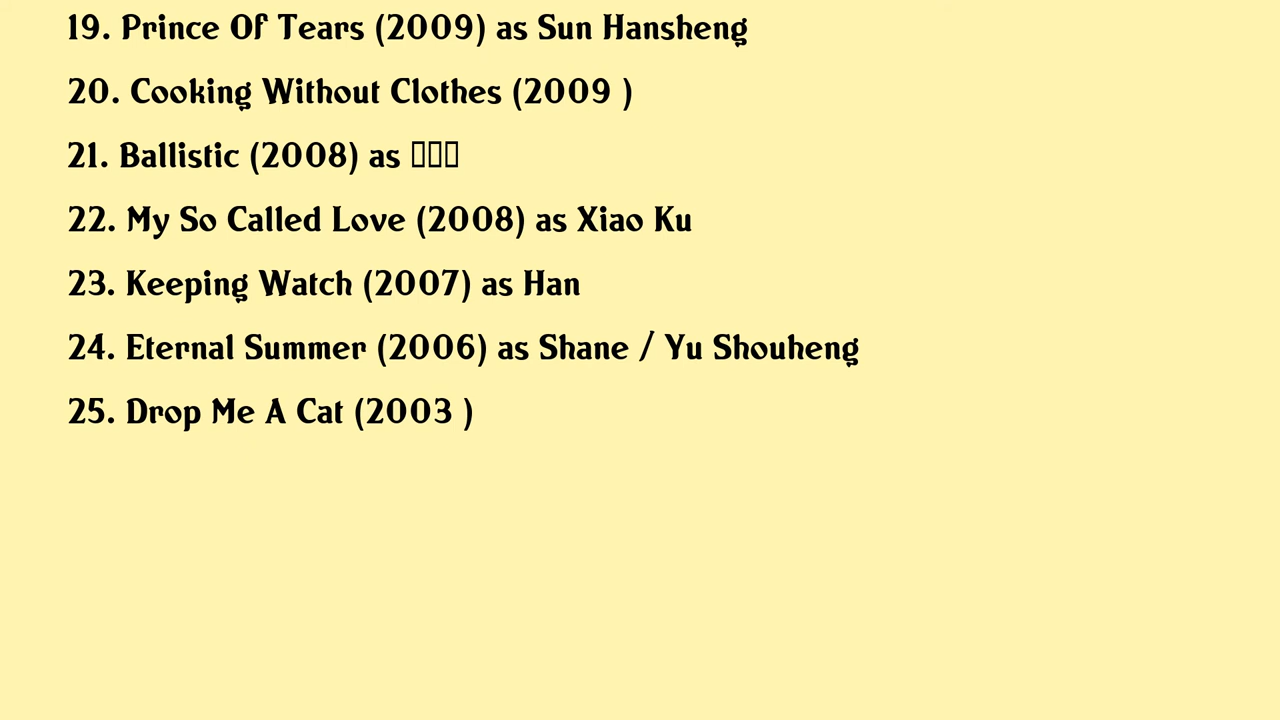 19. Prince Of Tears (2009) as Sun Hansheng
20. Cooking Without Clothes (2009 )
21. Ballistic (2008) as
22. My So Called Love (2008) as Xiao Ku
23. Keeping Watch (2007) as Han
24. Eternal Summer (2006) as Shane / Yu Shouheng
25. Drop Me A Cat (2003 )